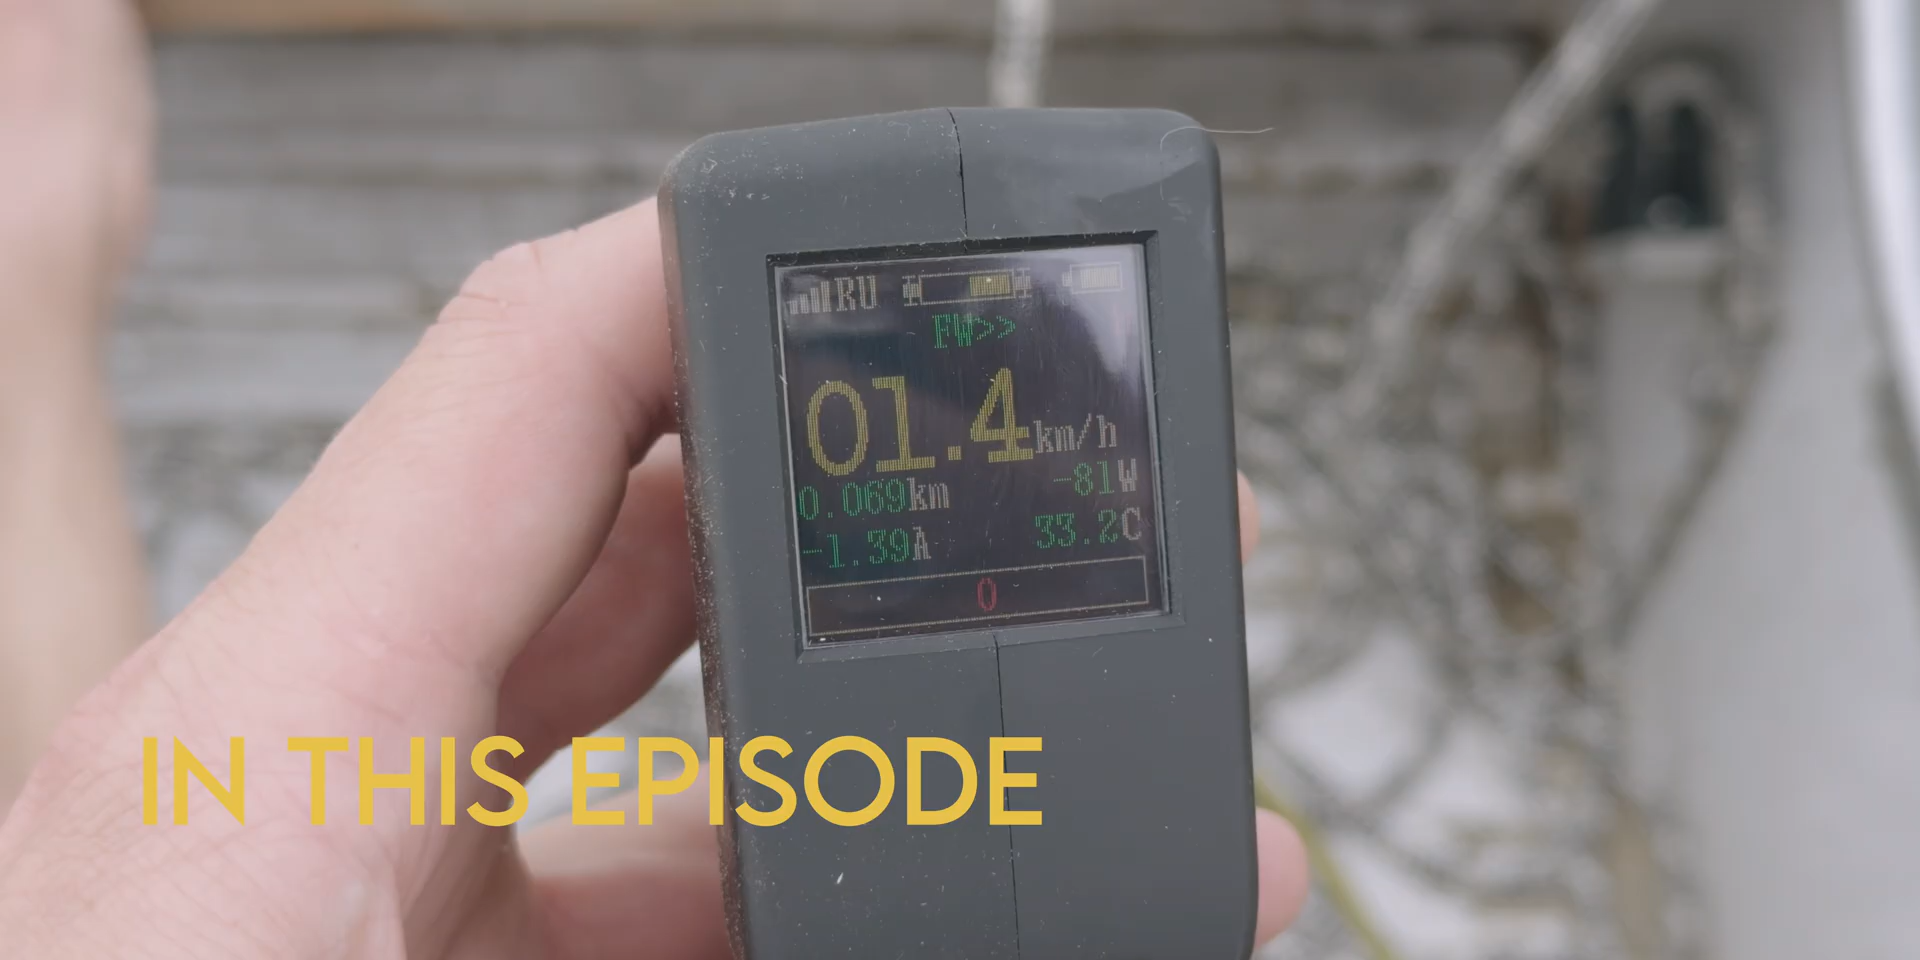 RU
FW>>
01.4km/h
0.069km -81W
-1.39A 33.2C
0
IN THIS EPISODE